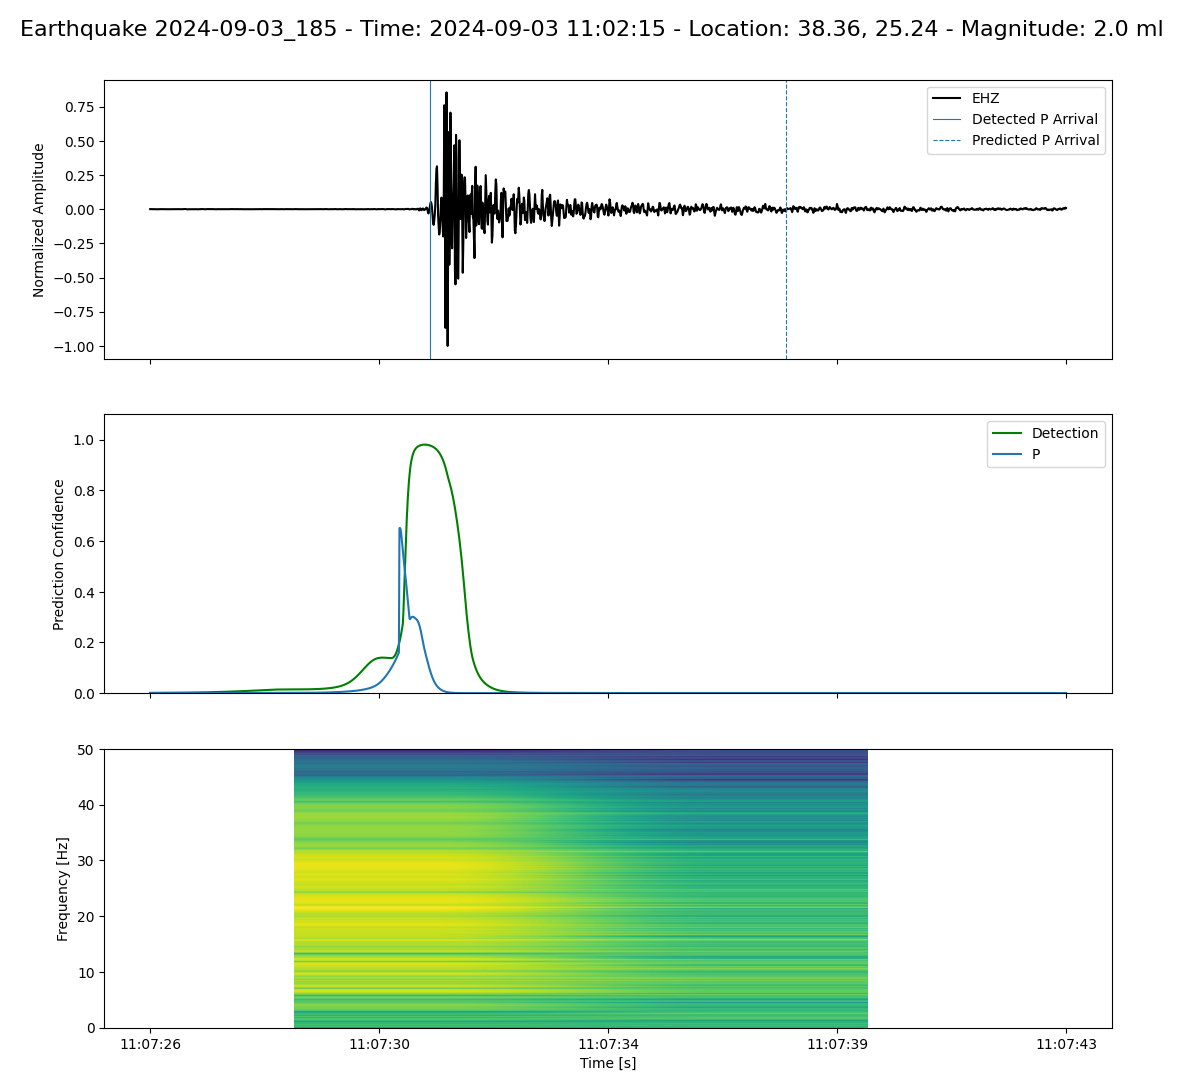 Earthquake 2024-09-03_185 - Time: 2024-09-03 11:02:15 - Location: 38.36, 25.24 - Magnitude: 2.0 ml
EHZ
Detected P Arrival
Predicted P Arrival
Normalized Amplitude
0.75
0.50
0.25
0.00
−0.25
−0.50
−0.75
−1.00
Detection
P
Prediction Confidence
1.0
0.8
0.6
0.4
0.2
0.0
Frequency [Hz]
50
40
30
20
10
0
11:07:26 11:07:30 11:07:34 11:07:39 11:07:43
Time [s]